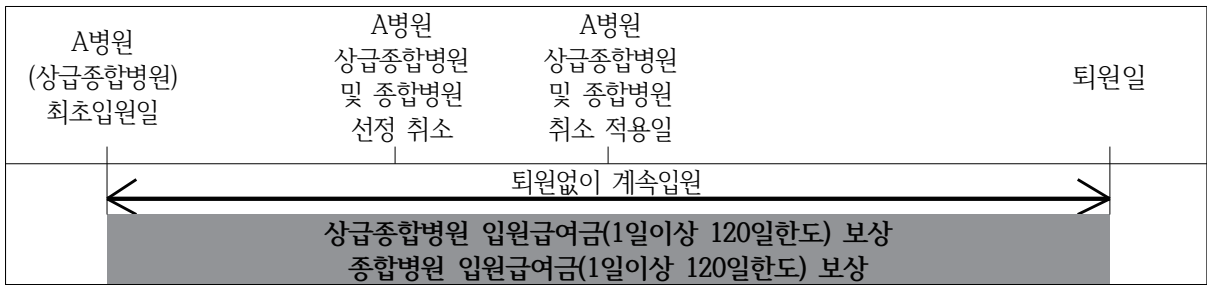 A병원
(상급종합병원)
최초입원일
A병원
상급종합병원
및 종합병원
선정 취소
A병원
상급종합병원
및 종합병원
취소 적용일
퇴원일
퇴원없이 계속입원
상급종합병원 입원급여금(1일이상 120일한도) 보상
종합병원 입원급여금(1일이상 120일한도) 보상